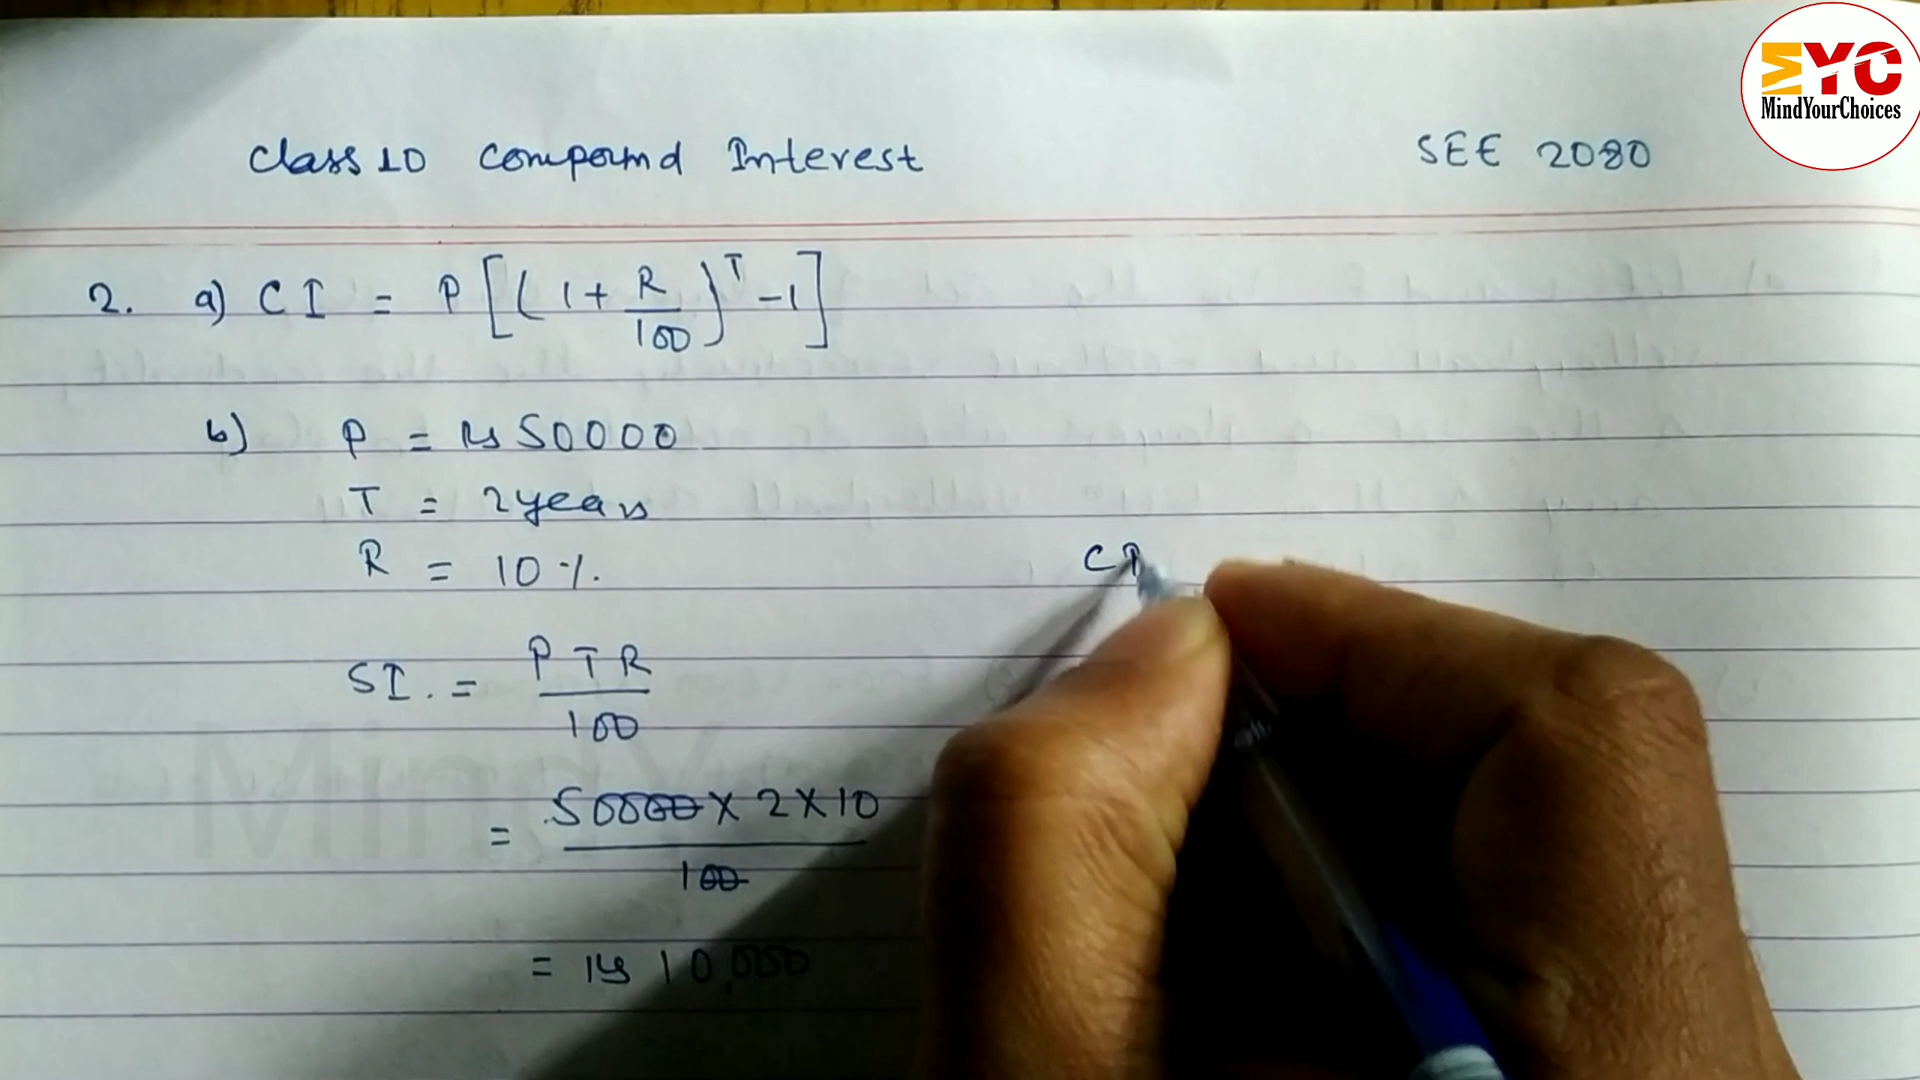 MYC
MindYourChoices
Class 10 Compound Interest SEE 2080
2. a) CI = P[(1 + R/100)^T - 1]
b) P = Rs 50000
T = 2 years
R = 10 %.
CI
SI. = PTR/100
= 50000 × 2 × 10/100
= Rs 10,000
MindY